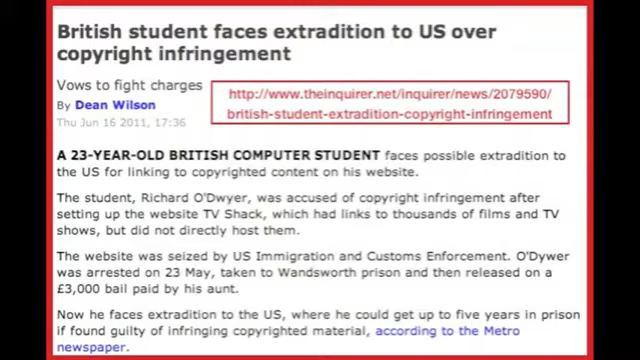 British student faces extradition to US over
copyright infringement
Vows to fight charges
By Dean Wilson
Thu Jun 16 2011, 17:36
http://www.theinquirer.net/inquirer/news/2079590/
british-student-extradition-copyright-infringement
A 23-YEAR-OLD BRITISH COMPUTER STUDENT faces possible extradition to
the US for linking to copyrighted content on his website.
The student, Richard O'Dwyer, was accused of copyright infringement after
setting up the website TV Shack, which had links to thousands of films and TV
shows, but did not directly host them.
The website was seized by US Immigration and Customs Enforcement. O'Dywer
was arrested on 23 May, taken to Wandsworth prison and then released on a
£3,000 bail paid by his aunt.
Now he faces extradition to the US, where he could get up to five years in prison
if found guilty of infringing copyrighted material, according to the Metro
newspaper.